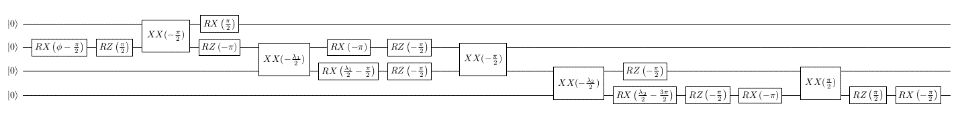 |0⟩ XX(−π/2) RX(π/2)
|0⟩ RX(φ − π/2) RZ(π/2) RZ(−π) XX(−λ₁/2) RX(−π) RZ(−π/2) XX(−π/2)
|0⟩ RX(λ₁/2 − π/2) RZ(−π/2) XX(−λ₂/2) RZ(−π/2) XX(π/2)
|0⟩ RX(λ₂/2 − 3π/2) RZ(−π/2) RX(−π) RZ(π/2) RX(−π/2)